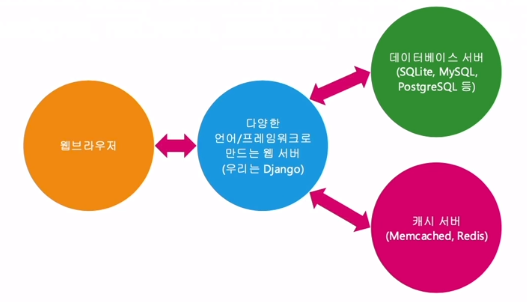 웹브라우저
다양한
언어/프레임워크로
만드는 웹 서버
(우리는 Django)
데이터베이스 서버
(SQLite, MySQL,
PostgreSQL 등)
캐시 서버
(Memcached, Redis)